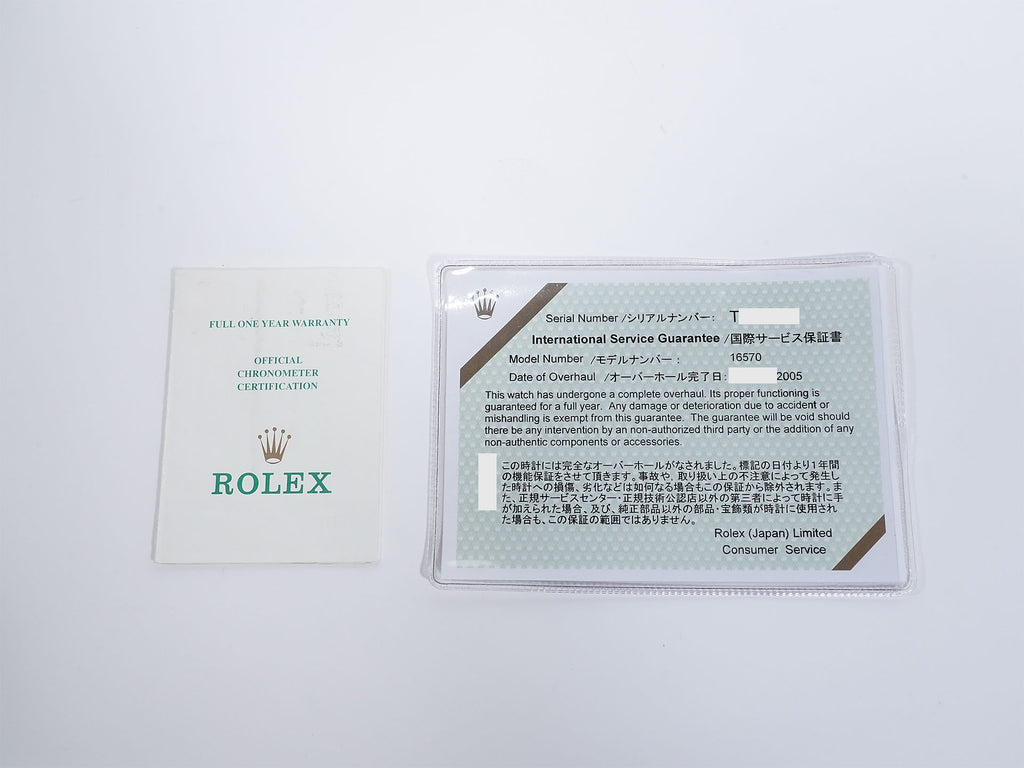 FULL ONE YEAR WARRANTY
OFFICIAL
CHRONOMETER
CERTIFICATION
ROLEX
Serial Number /シリアルナンバー: T
International Service Guarantee /国際サービス保証書
Model Number /モデルナンバー: 16570
Date of Overhaul /オーバーホール完了日: 2005
This watch has undergone a complete overhaul. Its proper functioning is
guaranteed for a full year. Any damage or deterioration due to accident or
mishandling is exempt from this guarantee. The guarantee will be void should
there be any intervention by an non-authorized third party or the addition of any
non-authentic components or accessories.
この時計には完全なオーバーホールがなされました。標記の日付より1年間
の機能保証をさせて頂きます。事故や、取り扱い上の不注意によって発生し
た時計への損傷、劣化などは如何なる場合もこの保証から除外されます。ま
た、正規サービスセンター・正規技術公認店以外の第三者によって時計に手
が加えられた場合、及び、純正部品以外の部品・宝飾類が時計に使用され
た場合も、この保証の範囲ではありません。
Rolex (Japan) Limited
Consumer Service